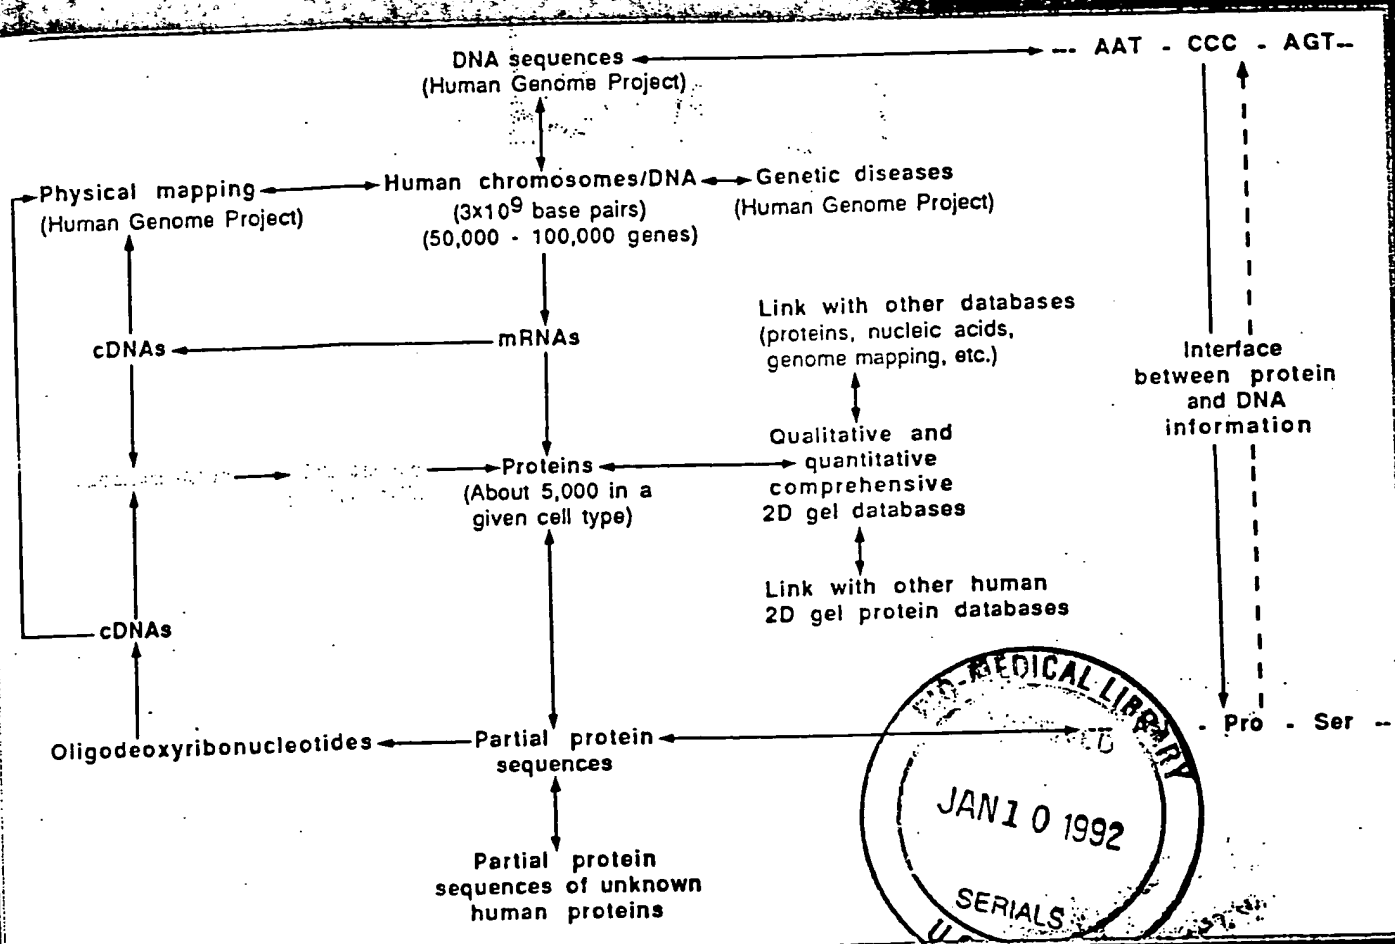 DNA sequences
(Human Genome Project)
--- AAT - CCC - AGT--
Physical mapping
(Human Genome Project)
Human chromosomes/DNA
(3x10⁹ base pairs)
(50,000 - 100,000 genes)
Genetic diseases
(Human Genome Project)
cDNAs
mRNAs
Link with other databases
(proteins, nucleic acids,
genome mapping, etc.)
Interface
between protein
and DNA
information
Proteins
(About 5,000 in a
given cell type)
Qualitative and
quantitative
comprehensive
2D gel databases
Link with other human
2D gel protein databases
cDNAs
Oligodeoxyribonucleotides
Partial protein
sequences
- Pro - Ser --
Partial protein
sequences of unknown
human proteins
MEDICAL LIBRARY
JAN 10 1992
SERIALS